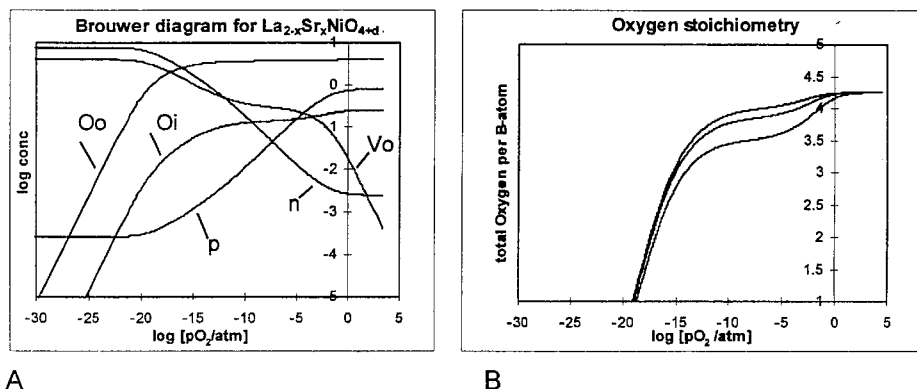 Brouwer diagram for La2-xSrxNiO4+d.
log conc
1
0
-1
-2
-3
-4
-5
Oo
Oi
Vo
n
p
-30 -25 -20 -15 -10 -5 0 5
log [pO2/atm]
A
Oxygen stoichiometry
total Oxygen per B-atom
5
4.5
4
3.5
3
2.5
2
1.5
1
-30 -25 -20 -15 -10 -5 0 5
log [pO2/atm]
B